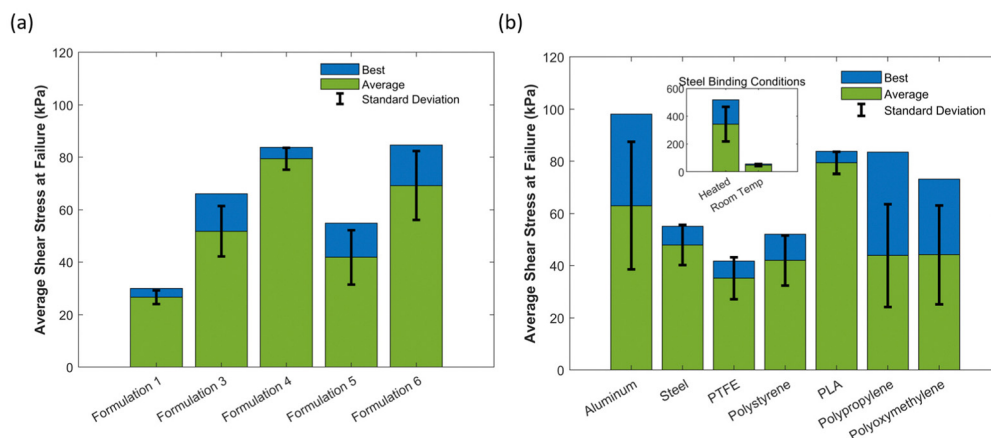 (a)
120
100
80
60
40
20
0
Average Shear Stress at Failure (kPa)
Best
Average
Standard Deviation
Formulation 1
Formulation 3
Formulation 4
Formulation 5
Formulation 6
(b)
120
100
80
60
40
20
0
Average Shear Stress at Failure (kPa)
Steel Binding Conditions
600
400
200
0
Heated
Room Temp
Best
Average
Standard Deviation
Aluminum
Steel
PTFE
Polystyrene
PLA
Polypropylene
Polyoxymethylene